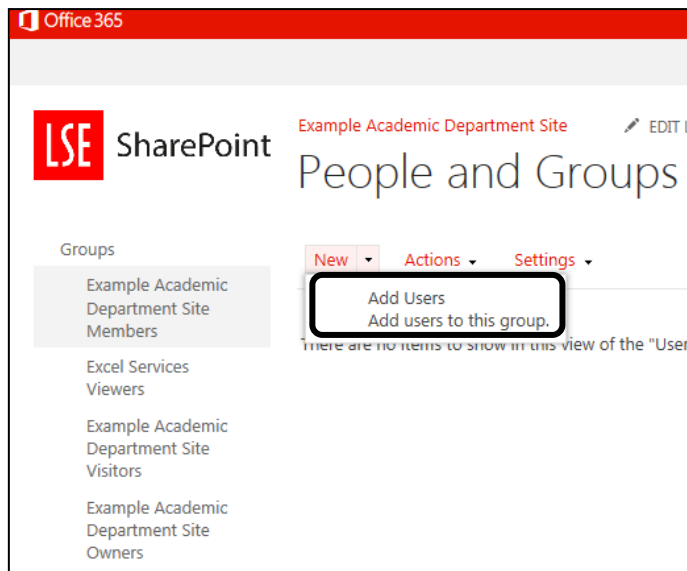 Office 365
LSE SharePoint
Example Academic Department Site
EDIT L
People and Groups
Groups
Example Academic
Department Site
Members
Excel Services
Viewers
Example Academic
Department Site
Visitors
Example Academic
Department Site
Owners
New Actions Settings
Add Users
Add users to this group.
There are no items to show in this view of the "User